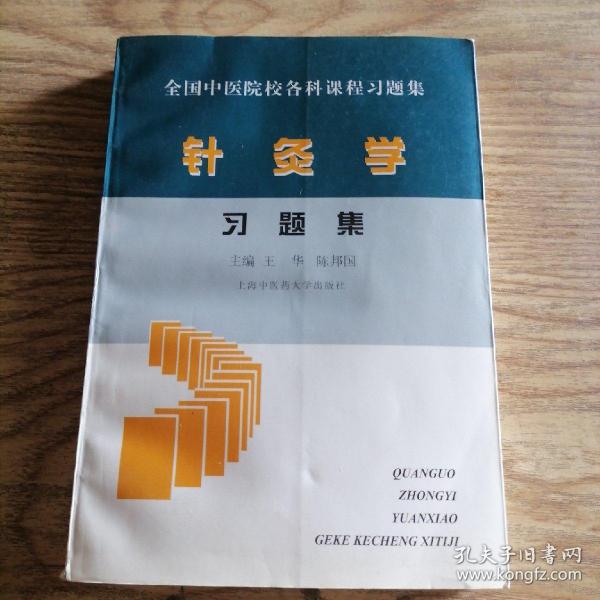 全国中医院校各科课程习题集
针灸学
习题集
主编 王 华 陈邦国
上海中医药大学出版社
QUANGUO
ZHONGYI
YUANXIAO
GEKE KECHENG XITIJI
孔夫子旧书网
www.kongfz.com